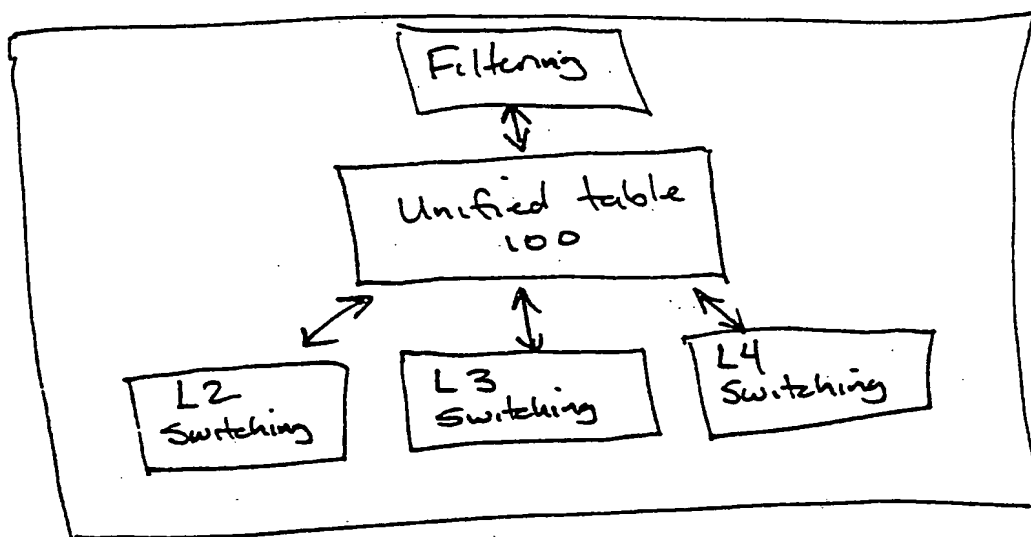 Filtering
Unified table
100
L2
Switching
L3
Switching
L4
Switching